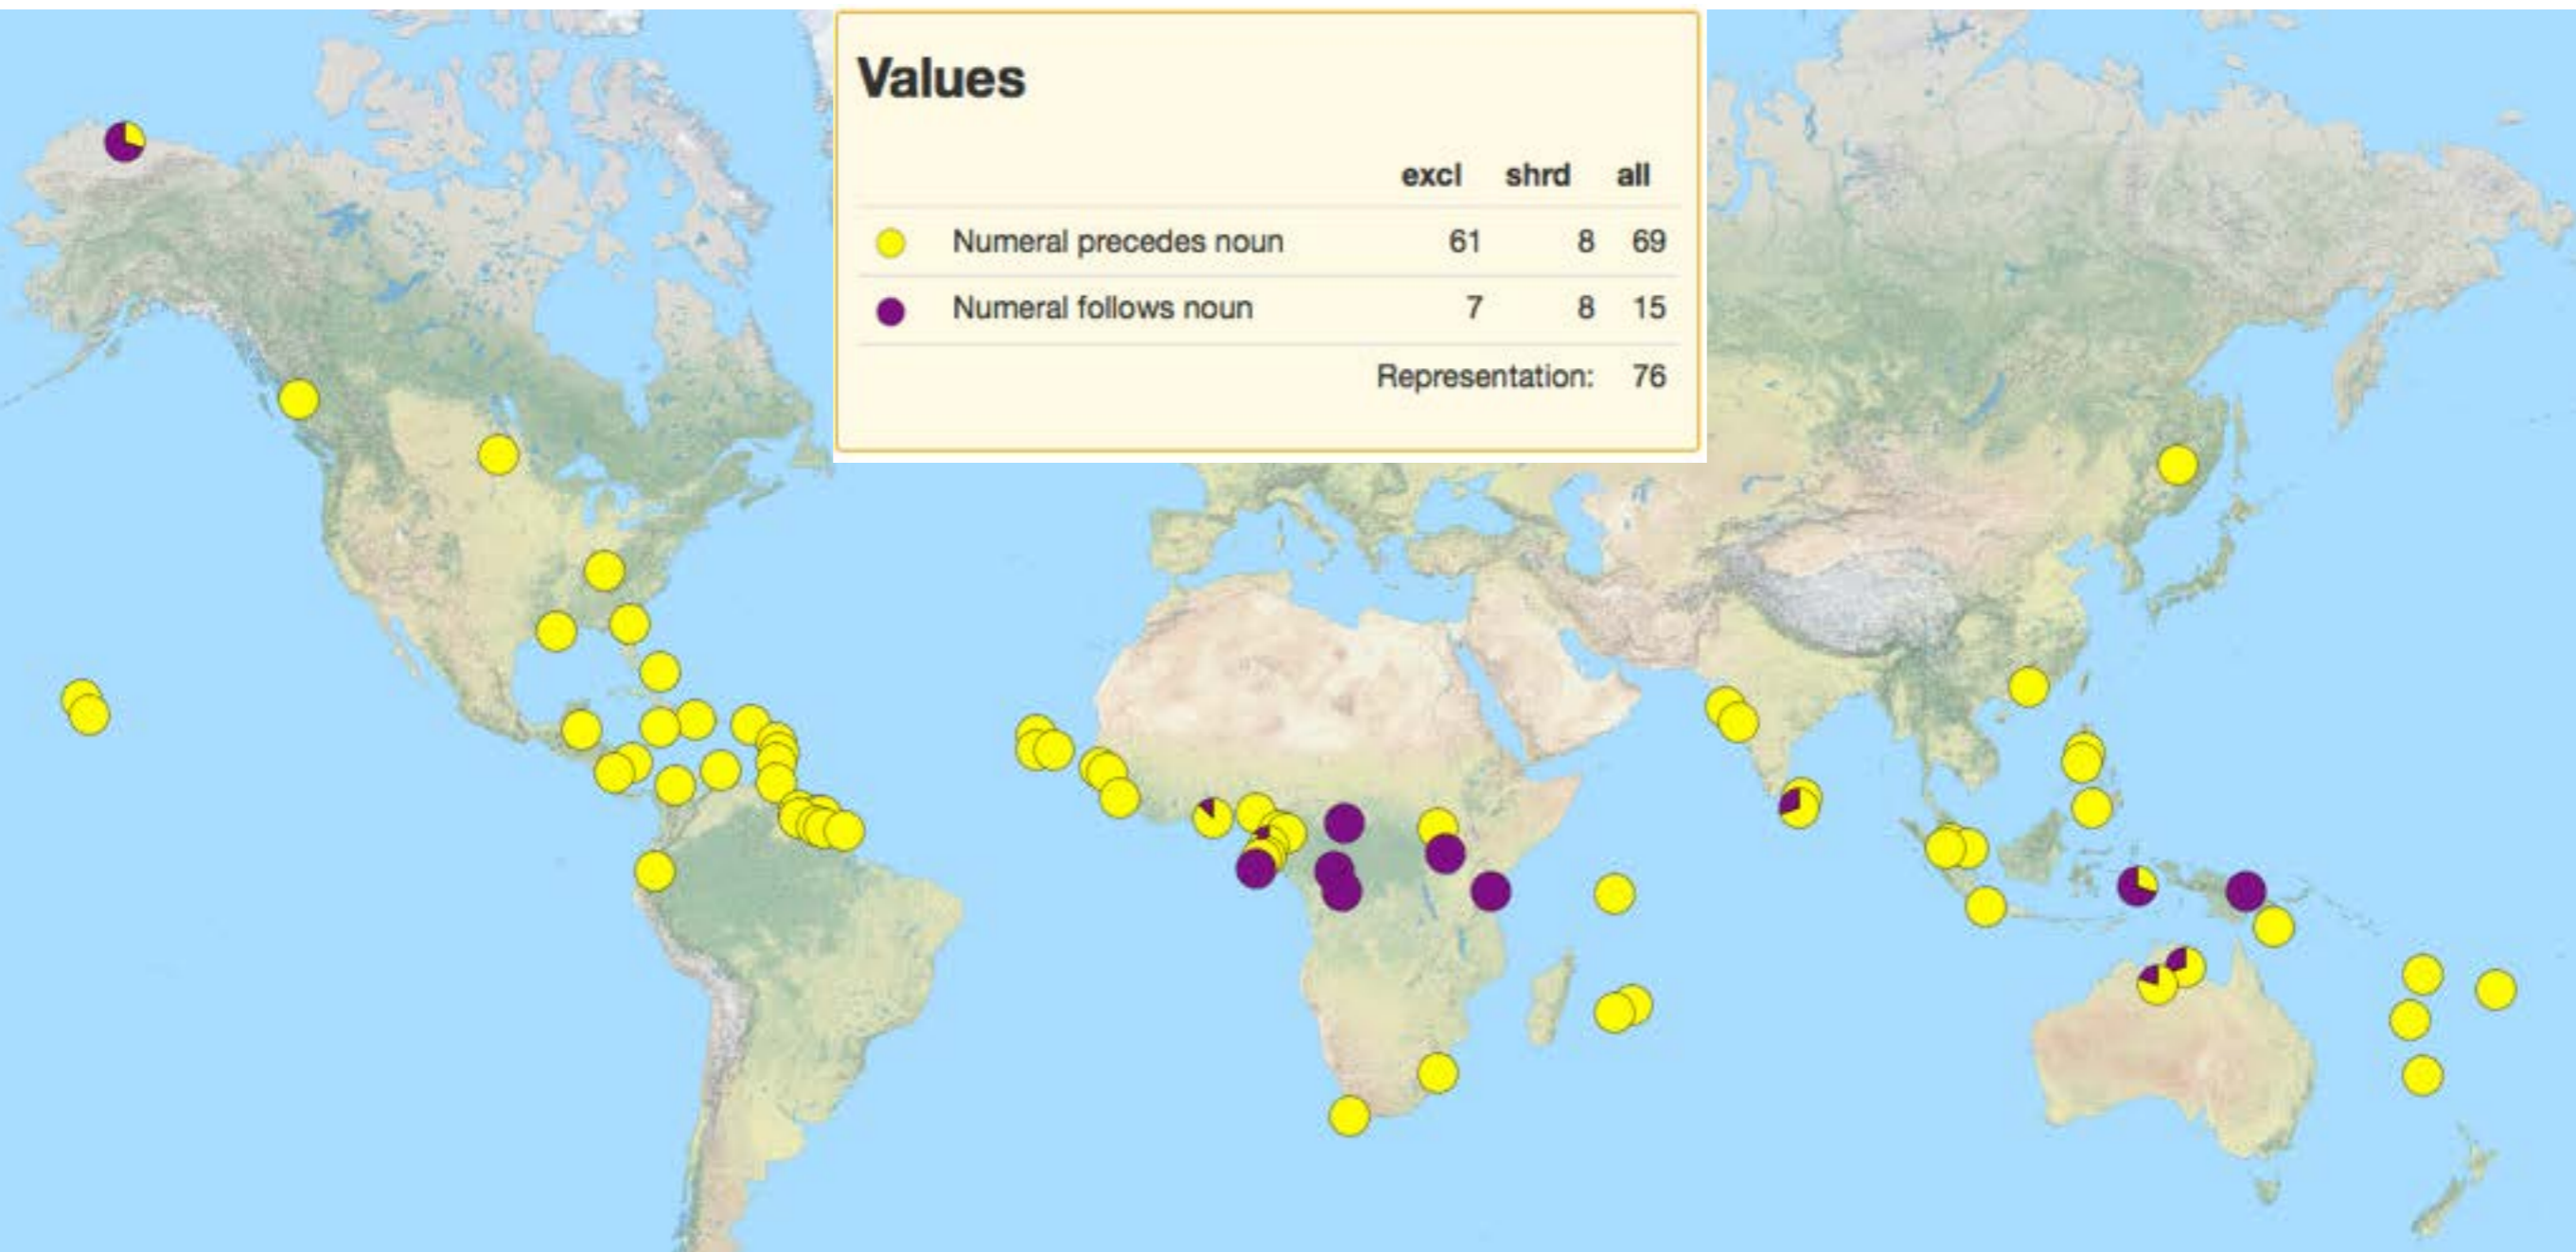 Values
excl shrd all
Numeral precedes noun 61 8 69
Numeral follows noun 7 8 15
Representation: 76